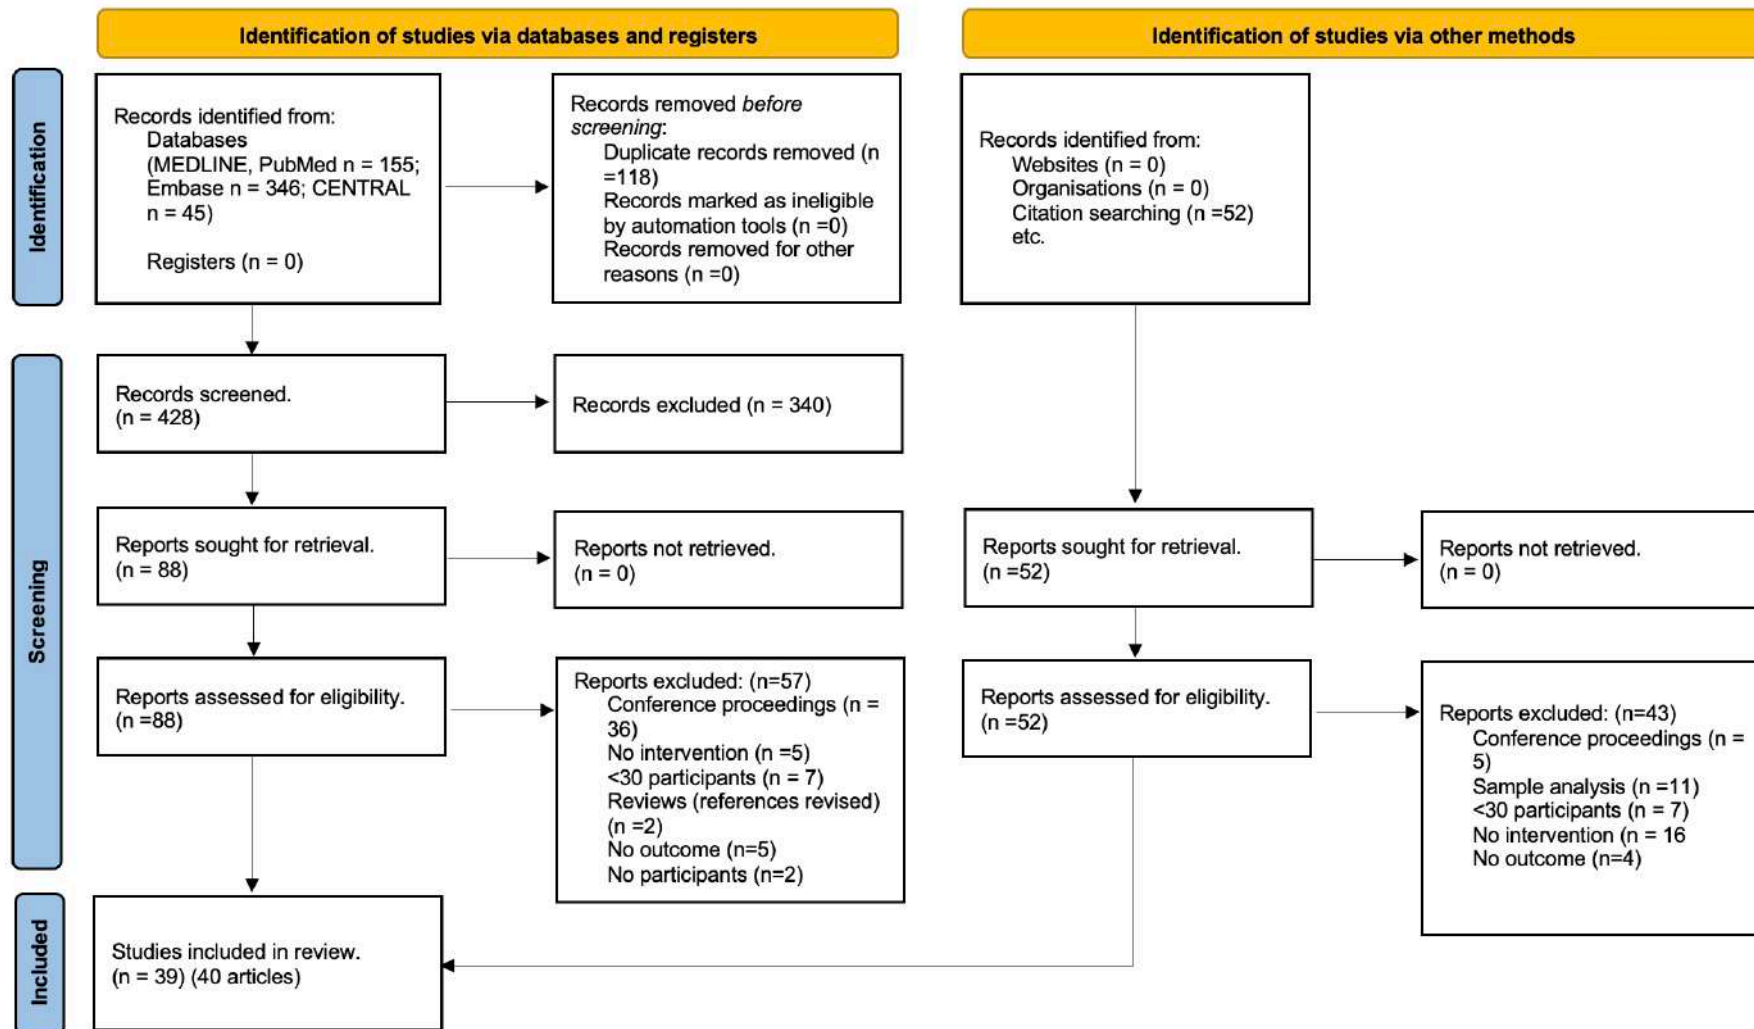 Identification of studies via databases and registers
Identification of studies via other methods
Identification
Records identified from:
Databases
(MEDLINE, PubMed n = 155;
Embase n = 346; CENTRAL
n = 45)
Registers (n = 0)
Records removed before
screening:
Duplicate records removed (n
=118)
Records marked as ineligible
by automation tools (n =0)
Records removed for other
reasons (n =0)
Records identified from:
Websites (n = 0)
Organisations (n = 0)
Citation searching (n =52)
etc.
Screening
Records screened.
(n = 428)
Records excluded (n = 340)
Reports sought for retrieval.
(n = 88)
Reports not retrieved.
(n = 0)
Reports sought for retrieval.
(n =52)
Reports not retrieved.
(n = 0)
Reports assessed for eligibility.
(n =88)
Reports excluded: (n=57)
Conference proceedings (n =
36)
No intervention (n =5)
<30 participants (n = 7)
Reviews (references revised)
(n =2)
No outcome (n=5)
No participants (n=2)
Reports assessed for eligibility.
(n =52)
Reports excluded: (n=43)
Conference proceedings (n =
5)
Sample analysis (n =11)
<30 participants (n = 7)
No intervention (n = 16
No outcome (n=4)
Included
Studies included in review.
(n = 39) (40 articles)